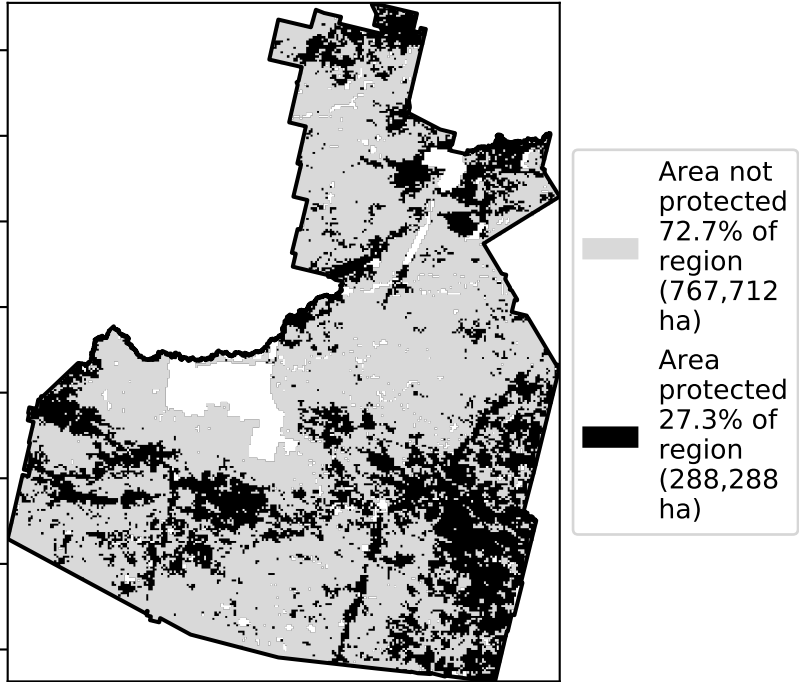 Area not
protected
72.7% of
region
(767,712
ha)
Area
protected
27.3% of
region
(288,288
ha)